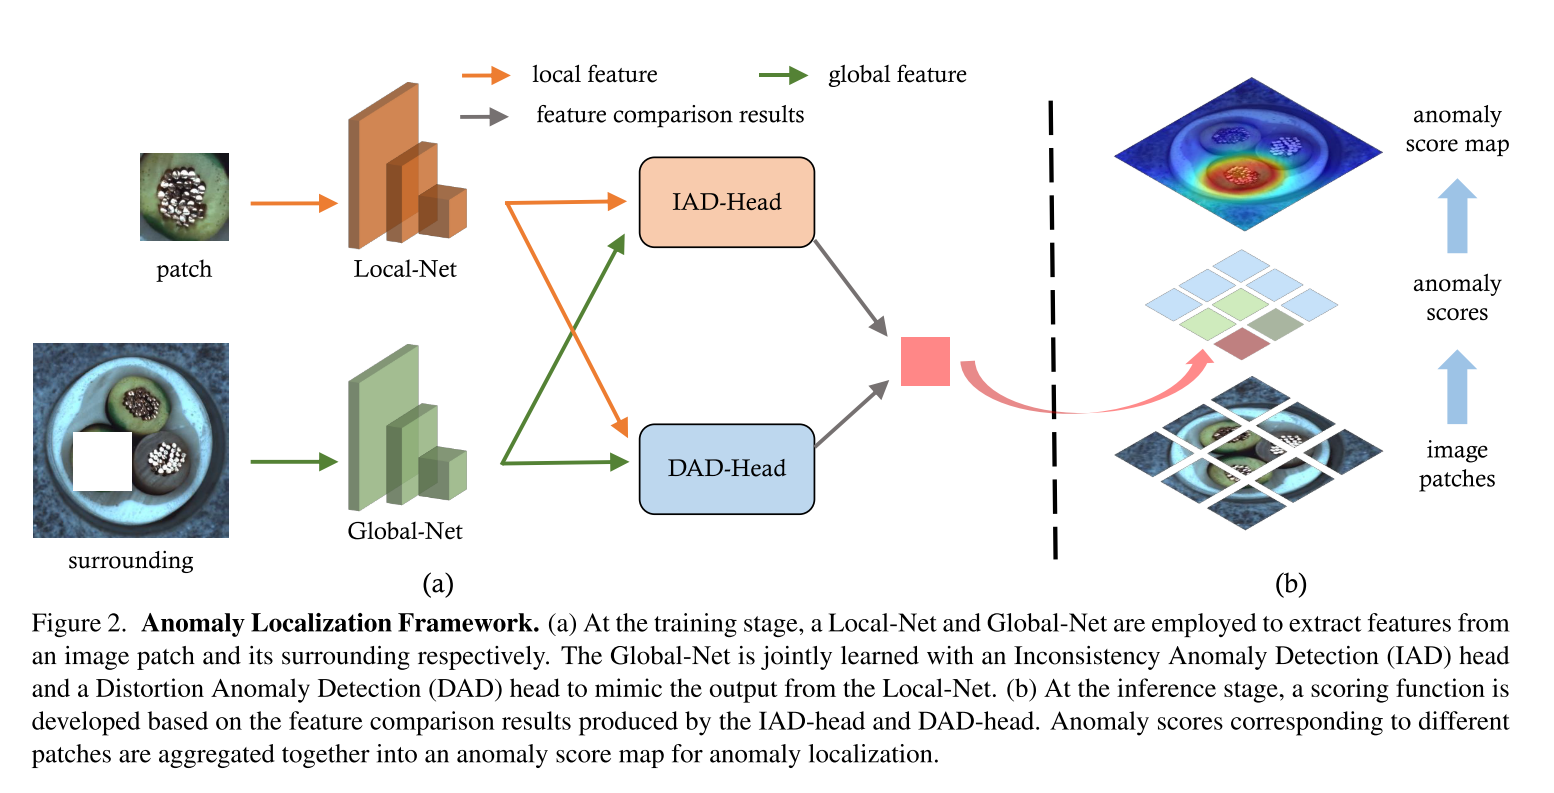 local feature
global feature
feature comparison results
patch
Local-Net
IAD-Head
surrounding
Global-Net
DAD-Head
(a)
anomaly
score map
anomaly
scores
image
patches
(b)
Figure 2. Anomaly Localization Framework. (a) At the training stage, a Local-Net and Global-Net are employed to extract features from
an image patch and its surrounding respectively. The Global-Net is jointly learned with an Inconsistency Anomaly Detection (IAD) head
and a Distortion Anomaly Detection (DAD) head to mimic the output from the Local-Net. (b) At the inference stage, a scoring function is
developed based on the feature comparison results produced by the IAD-head and DAD-head. Anomaly scores corresponding to different
patches are aggregated together into an anomaly score map for anomaly localization.